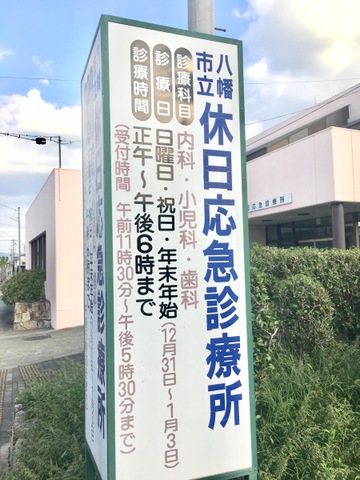 八幡
市立
休日応急診療所
診療科目
内科・小児科・歯科
診療日
日曜日・祝日・年末年始(12月31日〜1月3日)
診療時間
正午〜午後6時まで
(受付時間 午前11時30分〜午後5時30分まで)
応急診療所